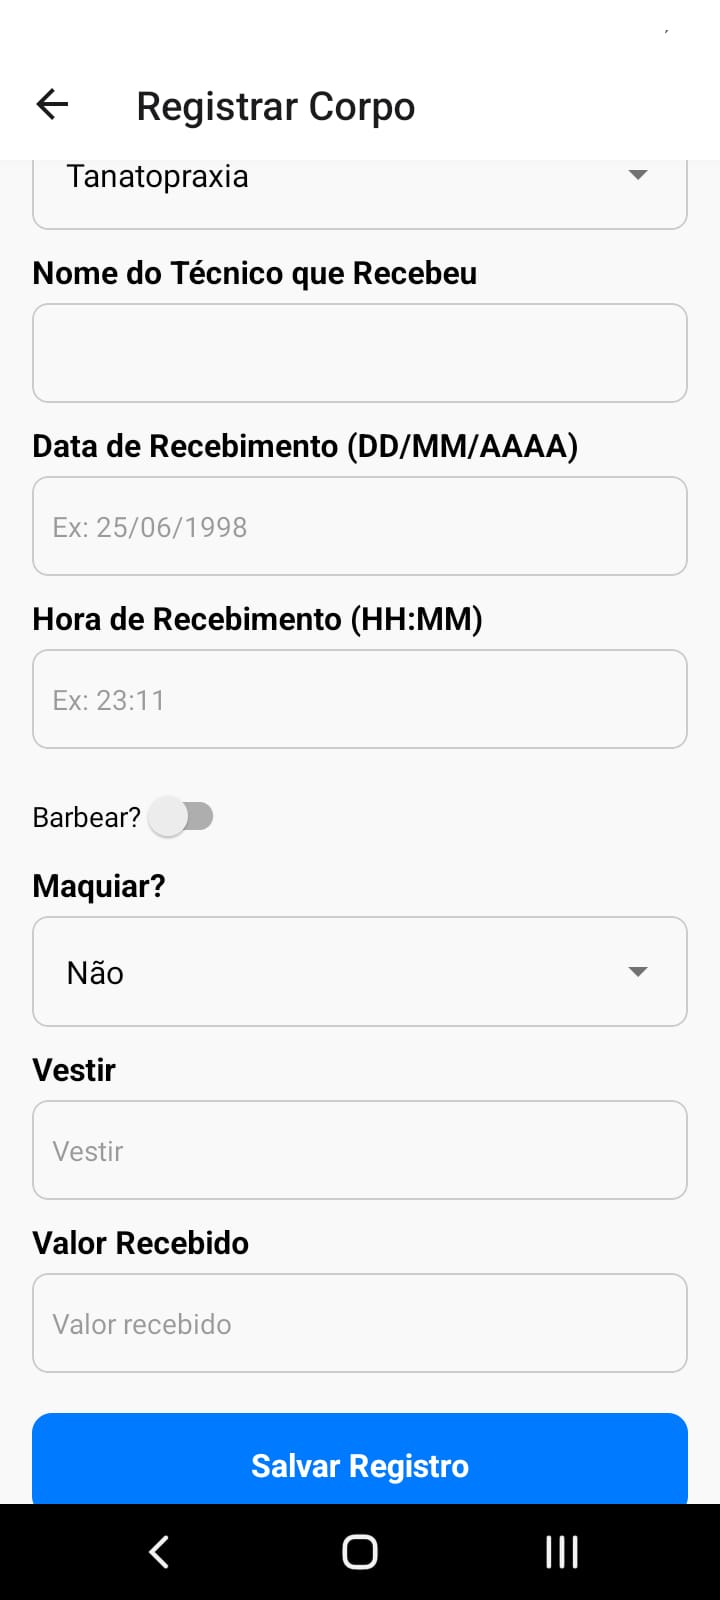 Registrar Corpo
Tanatopraxia
Nome do Técnico que Recebeu
Data de Recebimento (DD/MM/AAAA)
Ex: 25/06/1998
Hora de Recebimento (HH:MM)
Ex: 23:11
Barbear?
Maquiar?
Não
Vestir
Vestir
Valor Recebido
Valor recebido
Salvar Registro